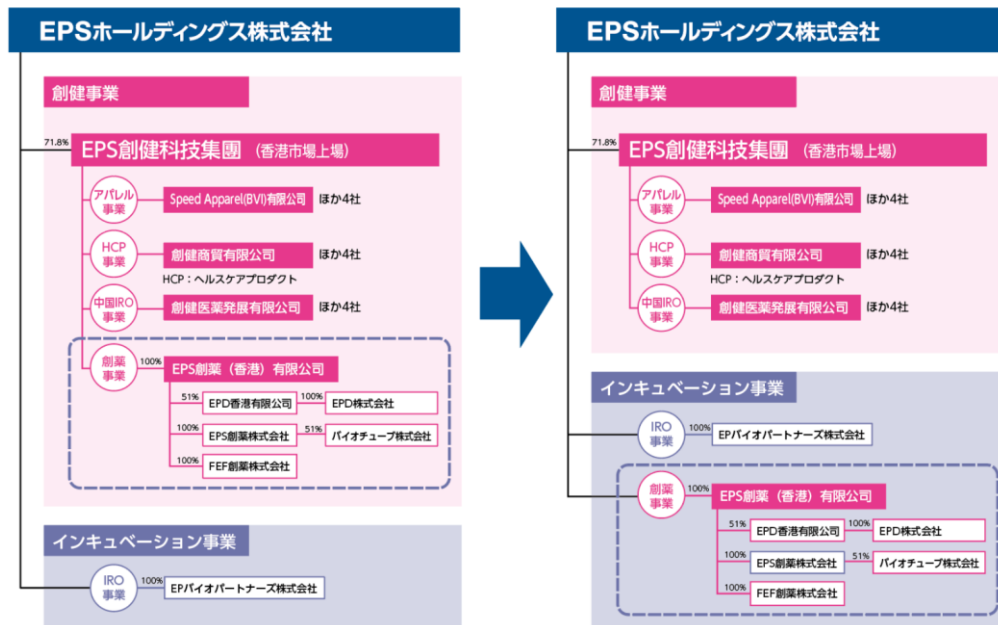 EPSホールディングス株式会社
創健事業
71.8%
EPS創健科技集團 (香港市場上場)
アパレル
事業
Speed Apparel(BVI)有限公司 ほか4社
HCP
事業
創健商貿有限公司 ほか4社
HCP:ヘルスケアプロダクト
中国IRO
事業
創健医薬発展有限公司 ほか4社
創薬
事業
100%
EPS創薬(香港)有限公司
51% EPD香港有限公司 100% EPD株式会社
100% EPS創薬株式会社 51% バイオチューブ株式会社
100% FEF創薬株式会社
インキュベーション事業
IRO
事業
100% EPバイオパートナーズ株式会社
EPSホールディングス株式会社
創健事業
71.8%
EPS創健科技集團 (香港市場上場)
アパレル
事業
Speed Apparel(BVI)有限公司 ほか4社
HCP
事業
創健商貿有限公司 ほか4社
HCP:ヘルスケアプロダクト
中国IRO
事業
創健医薬発展有限公司 ほか4社
インキュベーション事業
IRO
事業
100% EPバイオパートナーズ株式会社
創薬
事業
100%
EPS創薬(香港)有限公司
51% EPD香港有限公司 100% EPD株式会社
100% EPS創薬株式会社 51% バイオチューブ株式会社
100% FEF創薬株式会社